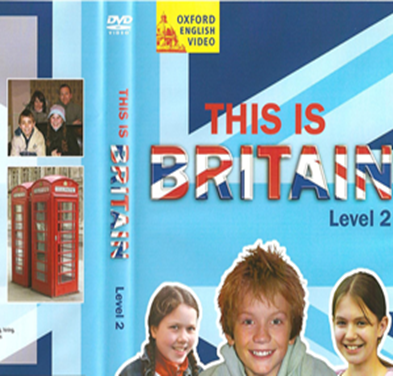 OXFORD
ENGLISH
VIDEO
THIS IS
BRITAIN
Level 2
DVD
VIDEO
THIS IS
BRITAIN
Level 2